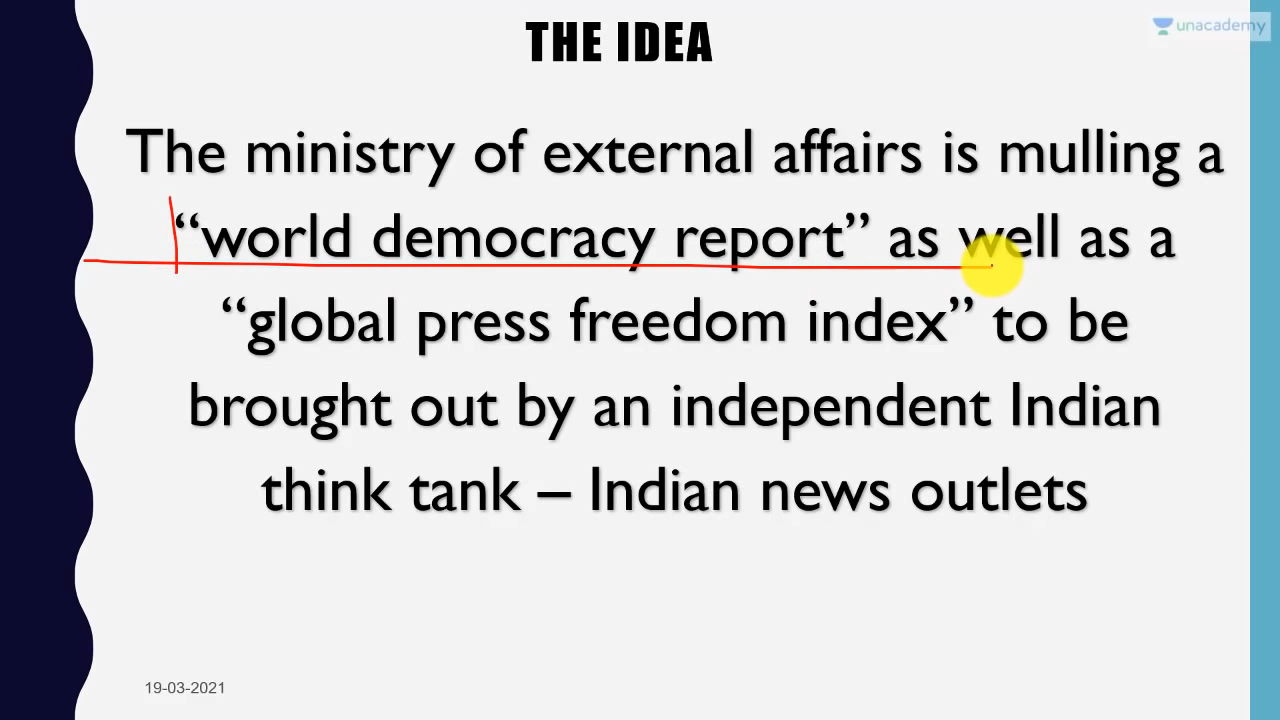 unacademy
THE IDEA
The ministry of external affairs is mulling a
“world democracy report” as well as a
“global press freedom index” to be
brought out by an independent Indian
think tank – Indian news outlets
19-03-2021